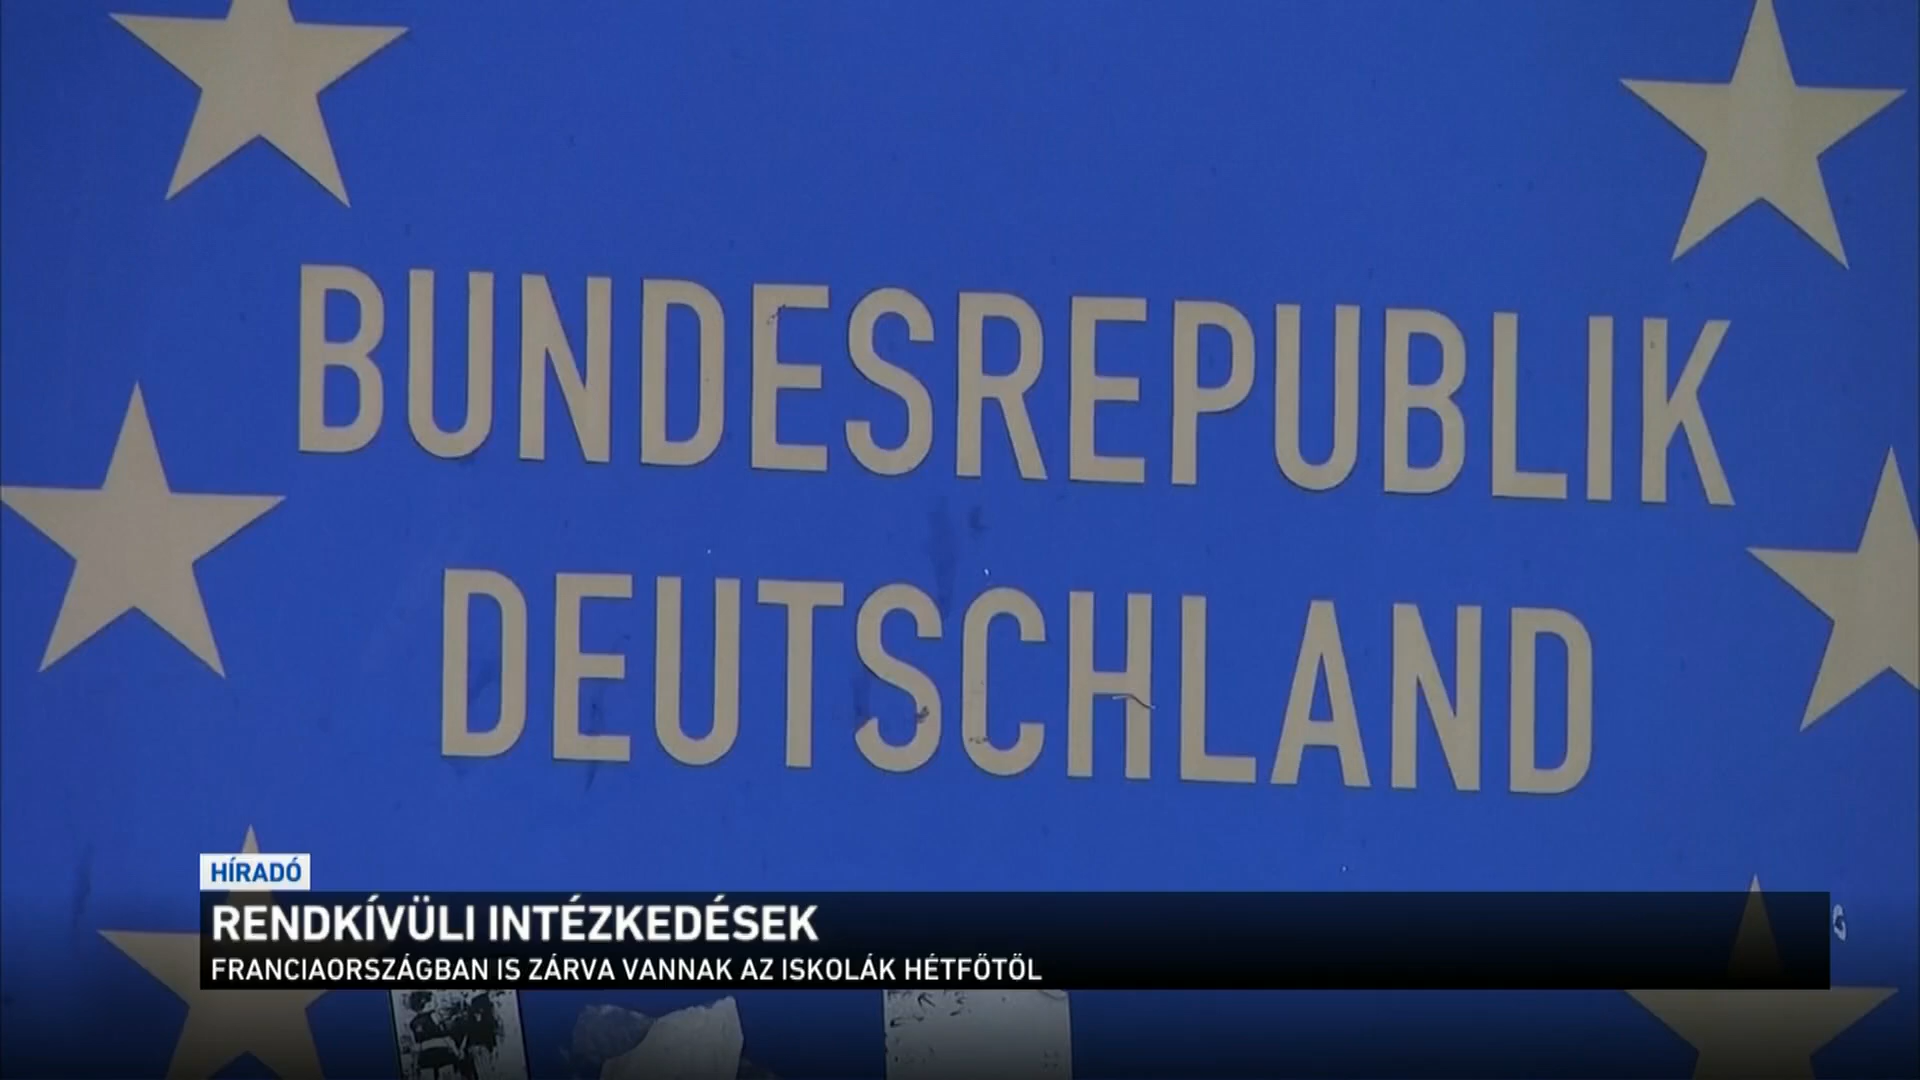 BUNDESREPUBLIK
DEUTSCHLAND
HÍRADÓ
RENDKÍVÜLI INTÉZKEDÉSEK
FRANCIAORSZÁGBAN IS ZÁRVA VANNAK AZ ISKOLÁK HÉTFŐTŐL